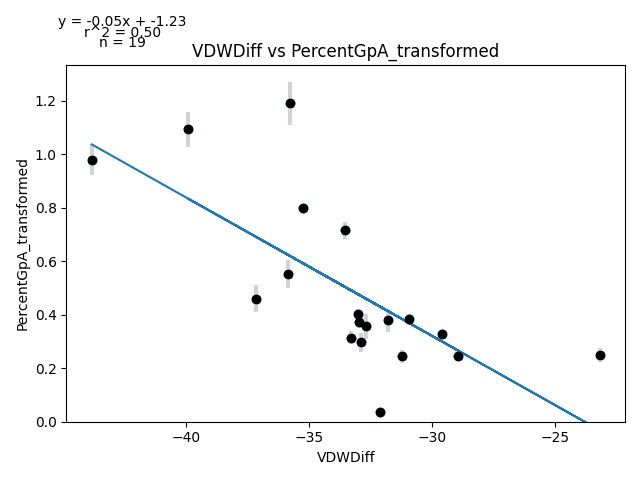 y = -0.05x + -1.23
r^2 = 0.50
n = 19
VDWDiff vs PercentGpA_transformed
PercentGpA_transformed
1.2
1.0
0.8
0.6
0.4
0.2
0.0
−40
−35
−30
−25
VDWDiff